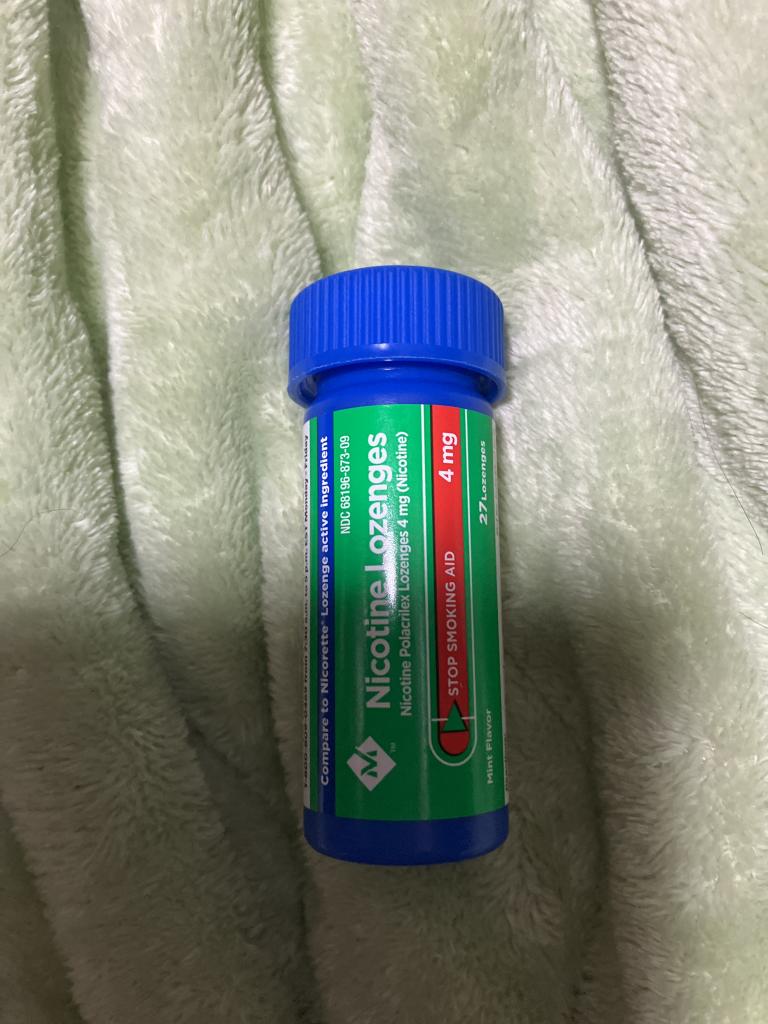 Compare to Nicorette® Lozenge active ingredient
NDC 68196-873-09
Nicotine Lozenges
Nicotine Polacrilex Lozenges 4 mg (Nicotine)
M™
STOP SMOKING AID 4 mg
Mint Flavor 27 Lozenges